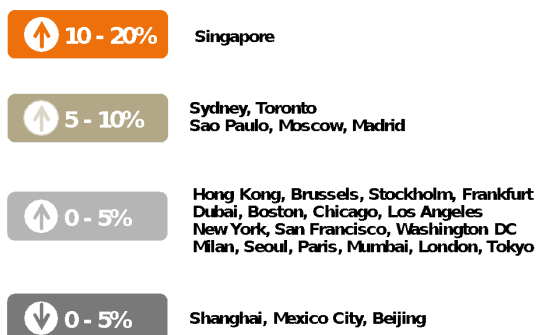 10 - 20%
Singapore
5 - 10%
Sydney, Toronto
Sao Paulo, Moscow, Madrid
0 - 5%
Hong Kong, Brussels, Stockholm, Frankfurt
Dubai, Boston, Chicago, Los Angeles
New York, San Francisco, Washington DC
Milan, Seoul, Paris, Mumbai, London, Tokyo
0 - 5%
Shanghai, Mexico City, Beijing